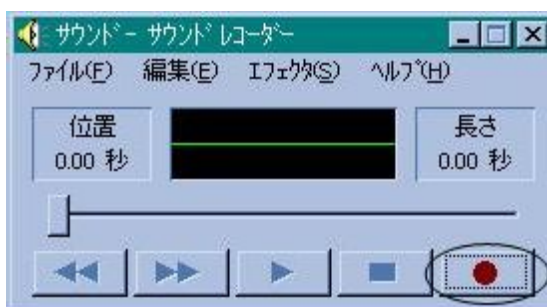 サウンド - サウンド レコーダー
ファイル(F) 編集(E) エフェクタ(S) ヘルプ(H)
位置 長さ
0.00 秒 0.00 秒